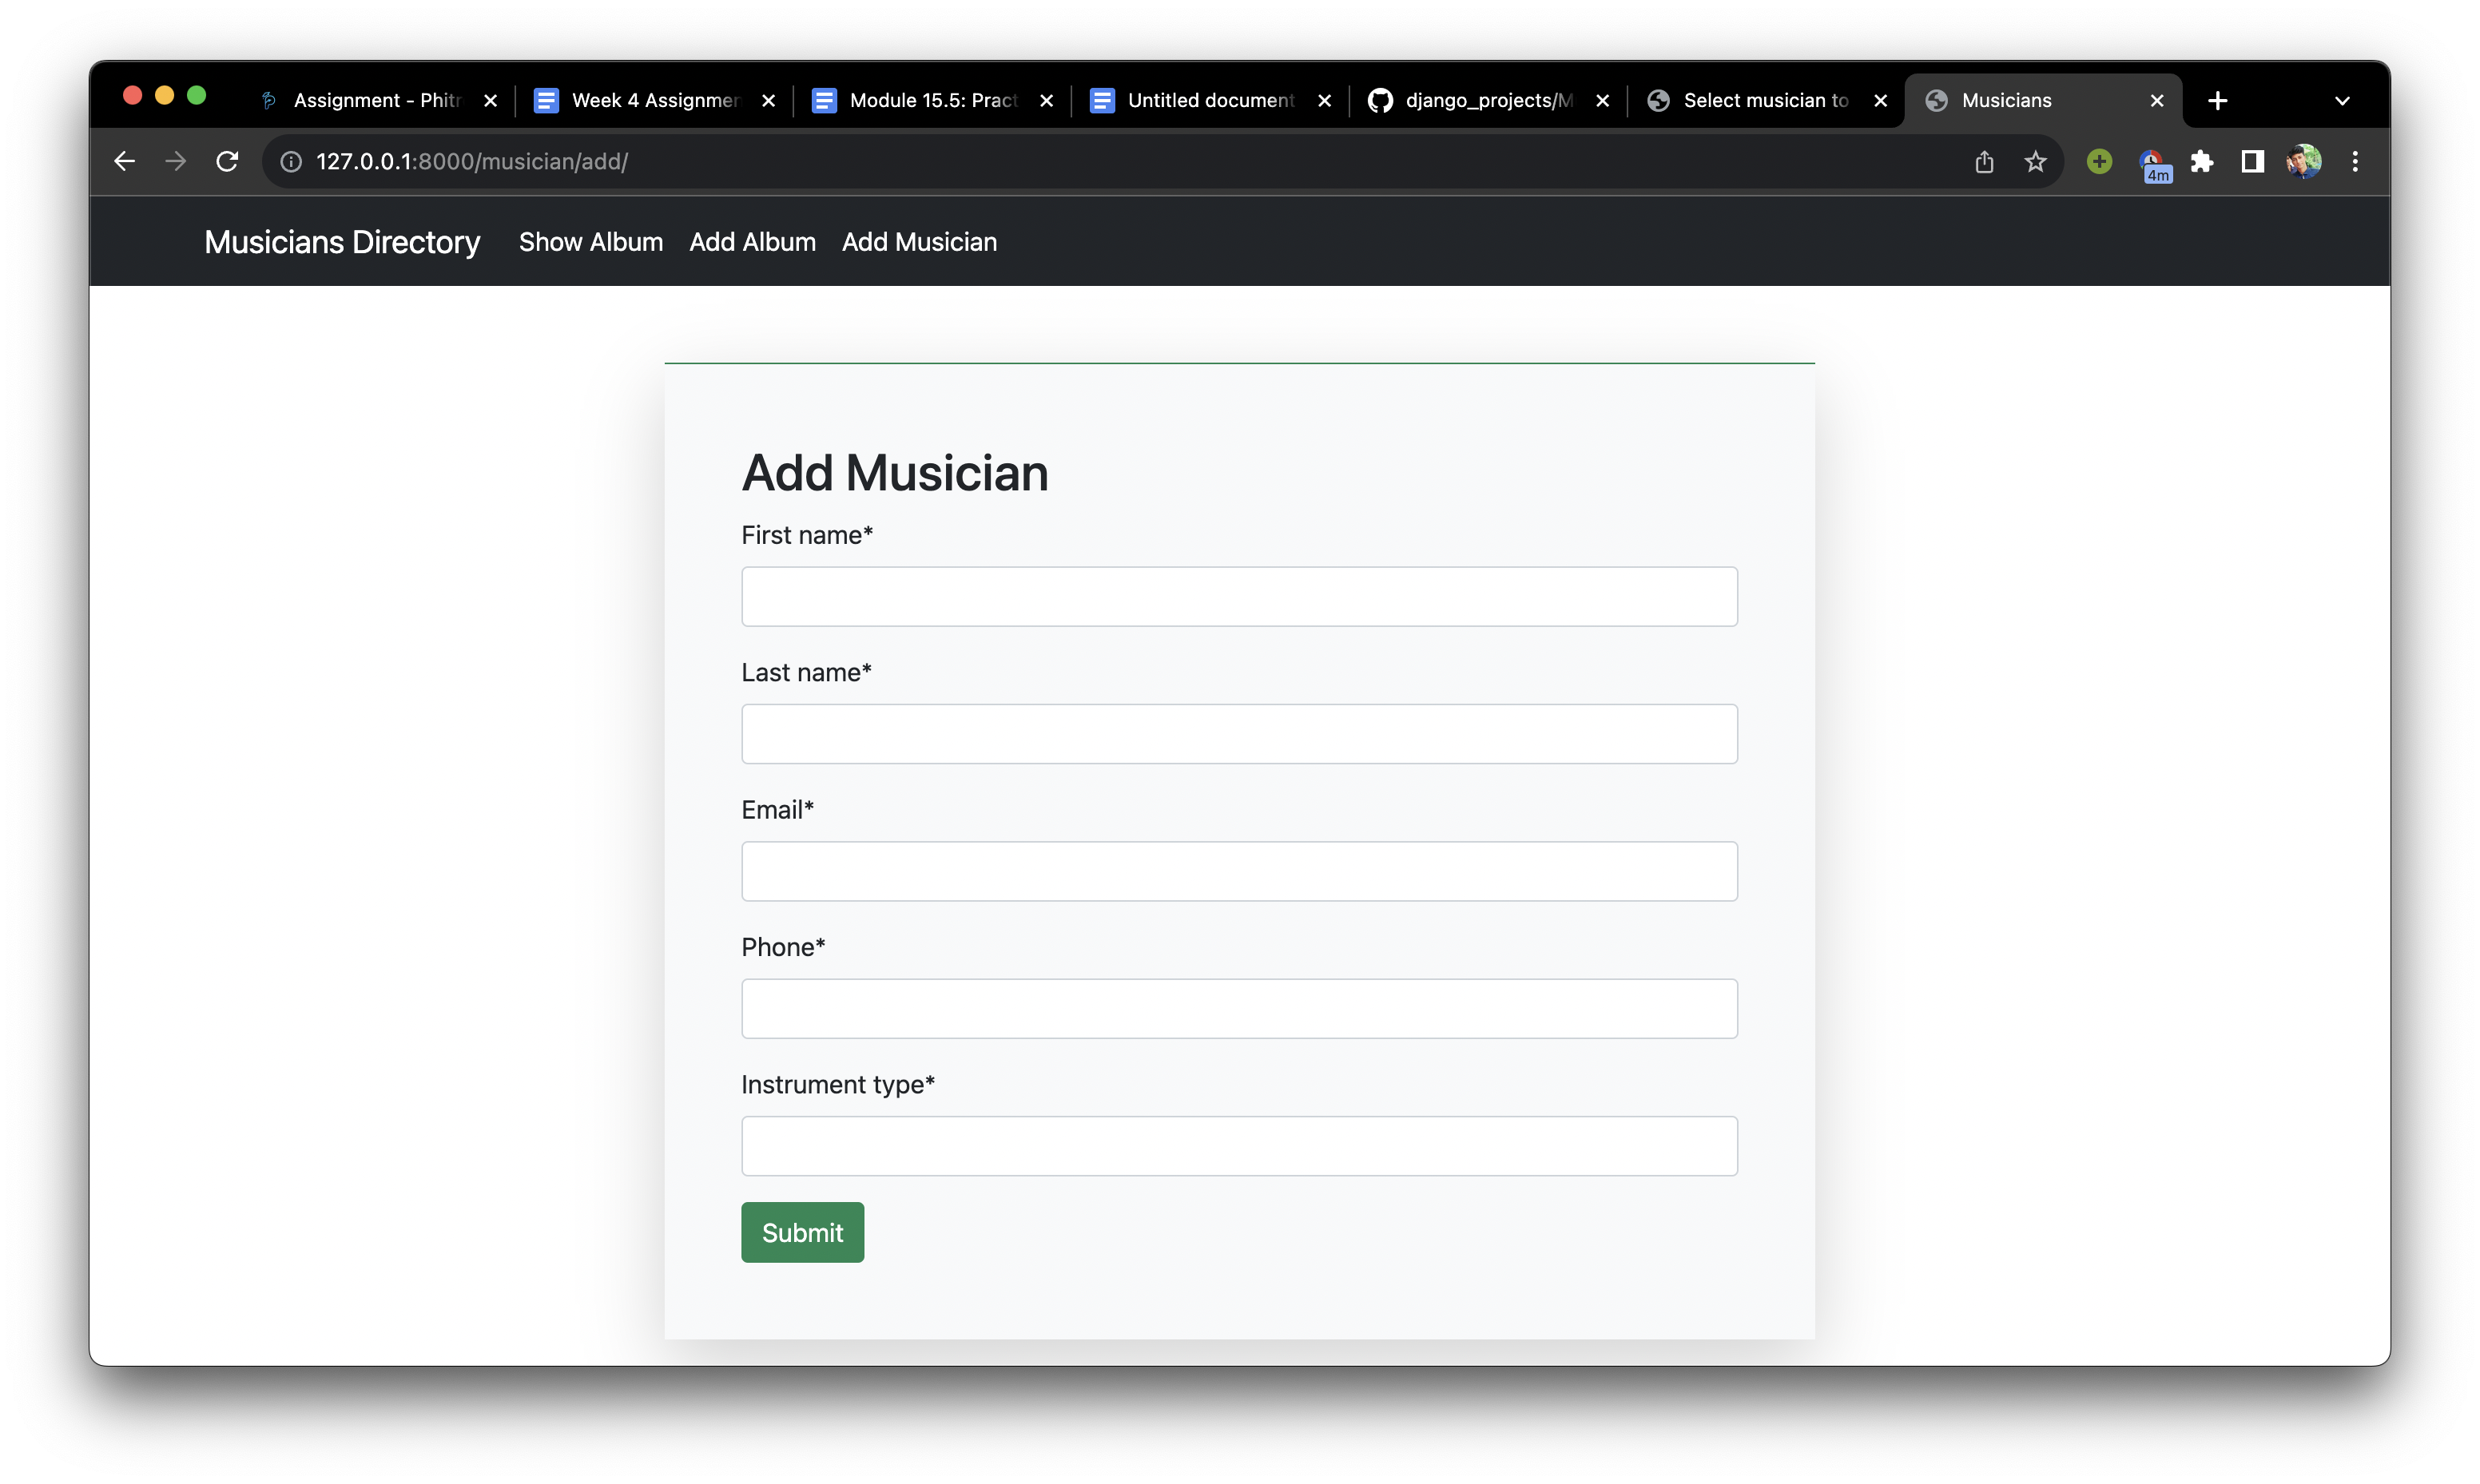 Assignment - Phitr
Week 4 Assignmen
Module 15.5: Pract
Untitled document
django_projects/M
Select musician to
Musicians
127.0.0.1:8000/musician/add/
4m
Musicians Directory Show Album Add Album Add Musician
Add Musician
First name*
Last name*
Email*
Phone*
Instrument type*
Submit